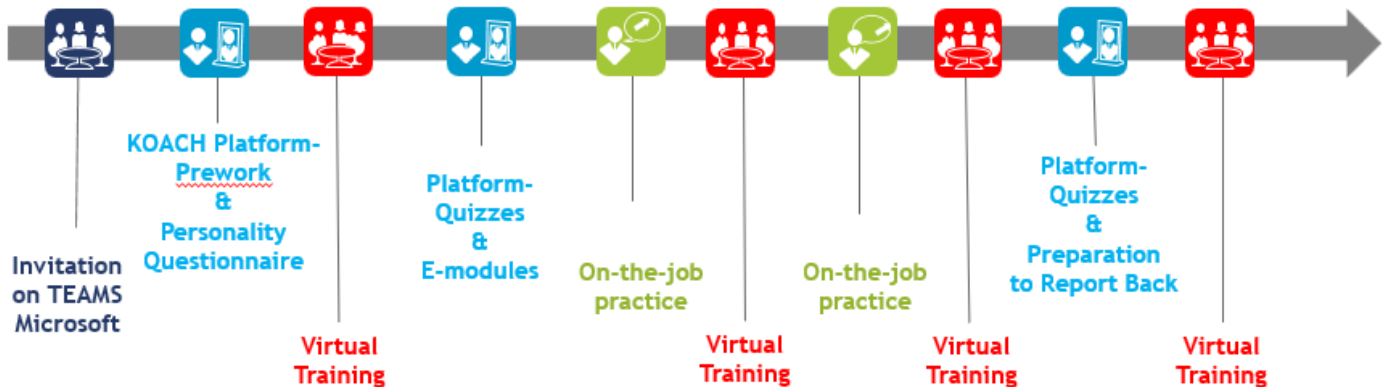 Invitation
on TEAMS
Microsoft
KOACH Platform-
Prework
&
Personality
Questionnaire
Virtual
Training
Platform-
Quizzes
&
E-modules
On-the-job
practice
Virtual
Training
On-the-job
practice
Virtual
Training
Platform-
Quizzes
&
Preparation
to Report Back
Virtual
Training